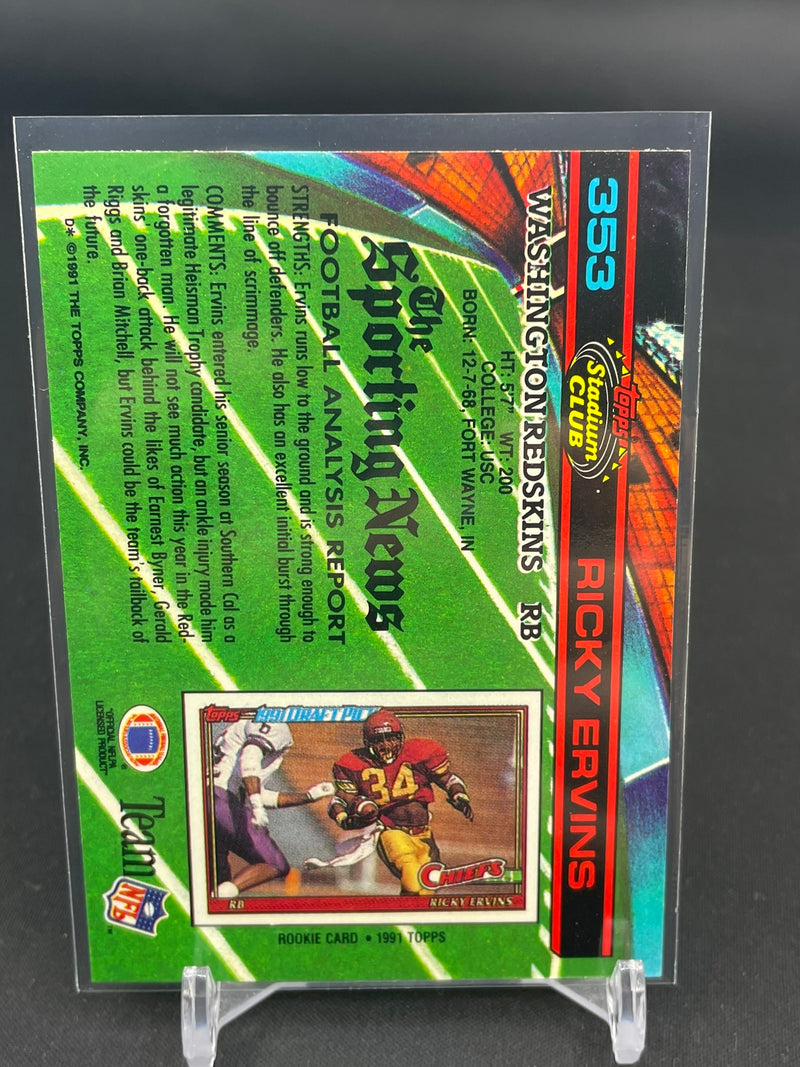 353
Topps
Stadium
CLUB
RICKY ERVINS
WASHINGTON REDSKINS RB
HT: 5'7" WT: 200
COLLEGE: USC
BORN: 12-7-68, FORT WAYNE, IN
The
Sporting News
FOOTBALL ANALYSIS REPORT
STRENGTHS: Ervins runs low to the ground and is strong enough to
bounce off defenders. He also has an excellent initial burst through
the line of scrimmage.
COMMENTS: Ervins entered his senior season at Southern Cal as a
legitimate Heisman Trophy candidate, but an ankle injury made him
a forgotten man. He will not see much action this year in the Red-
skins' one-back attack behind the likes of Earnest Byner, Gerald
Riggs and Brian Mitchell, but Ervins could be the team's tailback of
the future.
D* ©1991 THE TOPPS COMPANY, INC.
Topps 1991 DRAFT PICK
34
CHIEFS
RB RICKY ERVINS
ROOKIE CARD • 1991 TOPPS
"OFFICIAL NFLPA
LICENSED PRODUCT"
®
Team
NFL
™